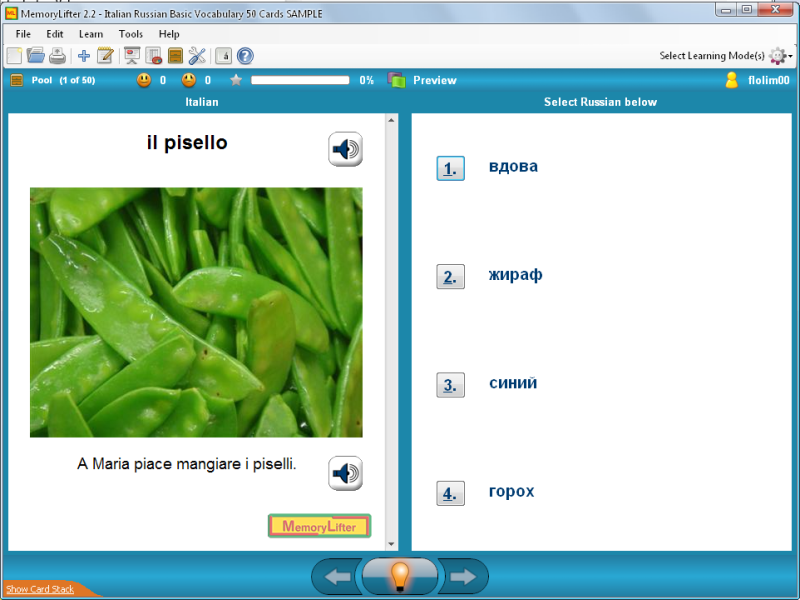 MemoryLifter 2.2 - Italian Russian Basic Vocabulary 50 Cards SAMPLE
File Edit Learn Tools Help
Select Learning Mode(s)
Pool (1 of 50) 0 0 0% Preview flolim00
Italian
Select Russian below
il pisello
A Maria piace mangiare i piselli.
MemoryLifter
1. вдова
2. жираф
3. синий
4. горох
Show Card Stack